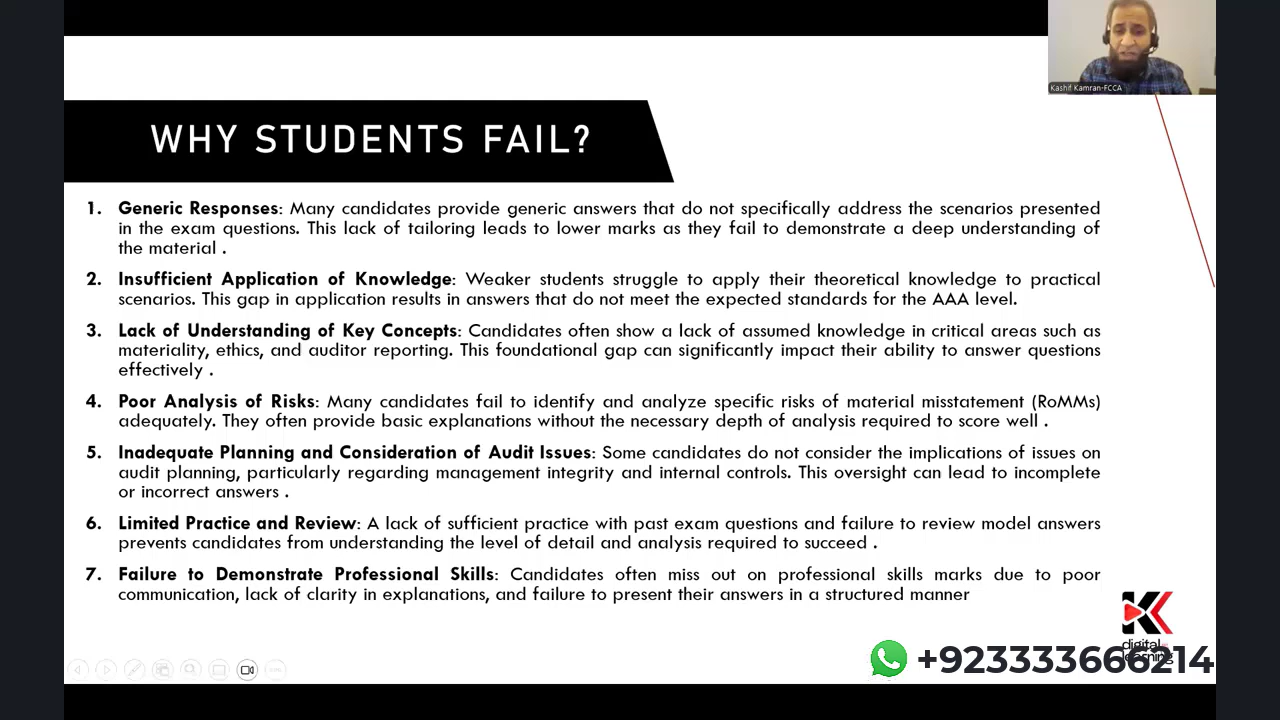 Kashif Kamran-FCCA
WHY STUDENTS FAIL?
1. Generic Responses: Many candidates provide generic answers that do not specifically address the scenarios presented
in the exam questions. This lack of tailoring leads to lower marks as they fail to demonstrate a deep understanding of
the material .
2. Insufficient Application of Knowledge: Weaker students struggle to apply their theoretical knowledge to practical
scenarios. This gap in application results in answers that do not meet the expected standards for the AAA level.
3. Lack of Understanding of Key Concepts: Candidates often show a lack of assumed knowledge in critical areas such as
materiality, ethics, and auditor reporting. This foundational gap can significantly impact their ability to answer questions
effectively .
4. Poor Analysis of Risks: Many candidates fail to identify and analyze specific risks of material misstatement (RoMMs)
adequately. They often provide basic explanations without the necessary depth of analysis required to score well .
5. Inadequate Planning and Consideration of Audit Issues: Some candidates do not consider the implications of issues on
audit planning, particularly regarding management integrity and internal controls. This oversight can lead to incomplete
or incorrect answers .
6. Limited Practice and Review: A lack of sufficient practice with past exam questions and failure to review model answers
prevents candidates from understanding the level of detail and analysis required to succeed .
7. Failure to Demonstrate Professional Skills: Candidates often miss out on professional skills marks due to poor
communication, lack of clarity in explanations, and failure to present their answers in a structured manner
digital
learning
+923333666214